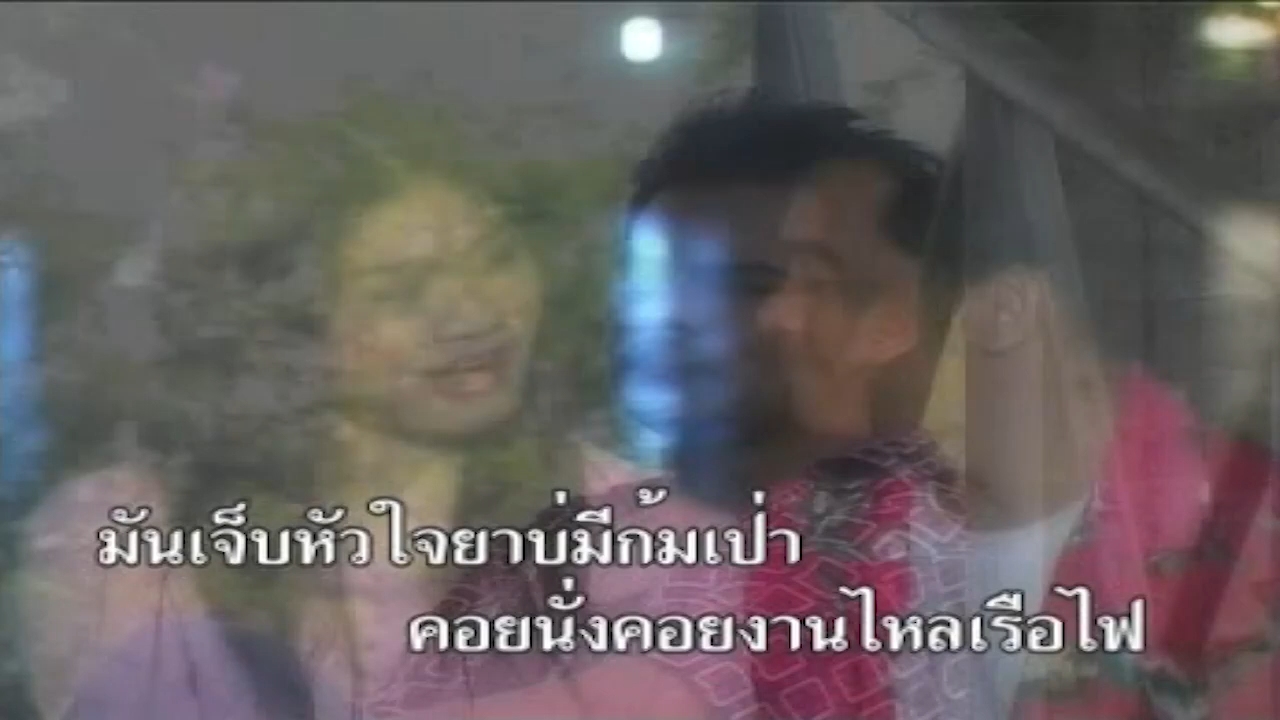 มันเจ็บหัวใจยามบ่มีก้มเป่า
คอยนั่งคอยงานไหลเรือไฟ